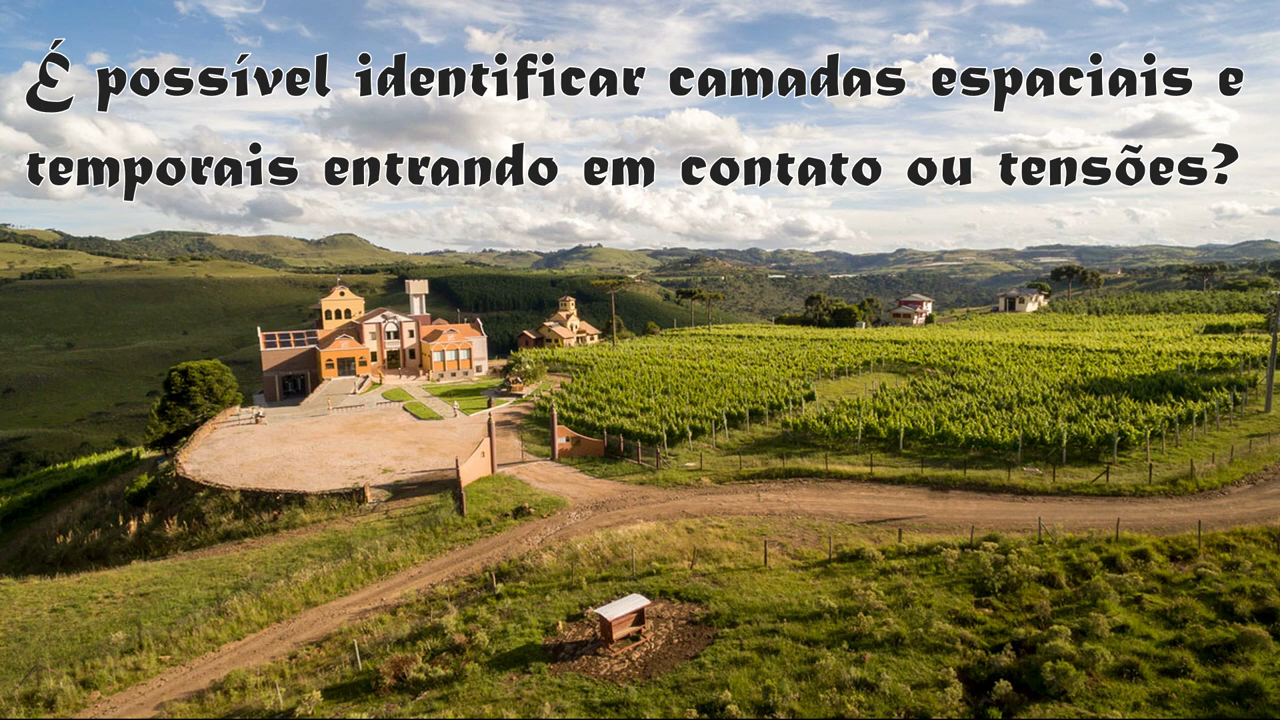 É possível identificar camadas espaciais e
temporais entrando em contato ou tensões?